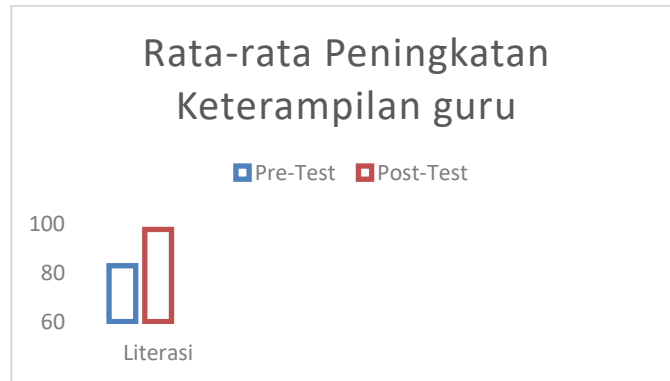 Rata-rata Peningkatan
Keterampilan guru
Pre-Test Post-Test
100
80
60
Literasi